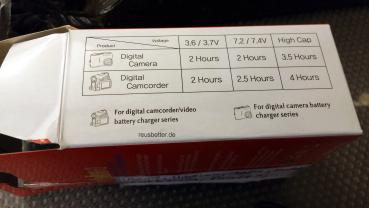 Voltage 3.6 / 3.7V 7.2 / 7.4V High Cap
Product
Digital Camera 2 Hours 2 Hours 3.5 Hours
Digital Camcorder 2 Hours 2.5 Hours 4 Hours
For digital camcorder/video
battery charger series
For digital camera battery
charger series
reusbetter.de